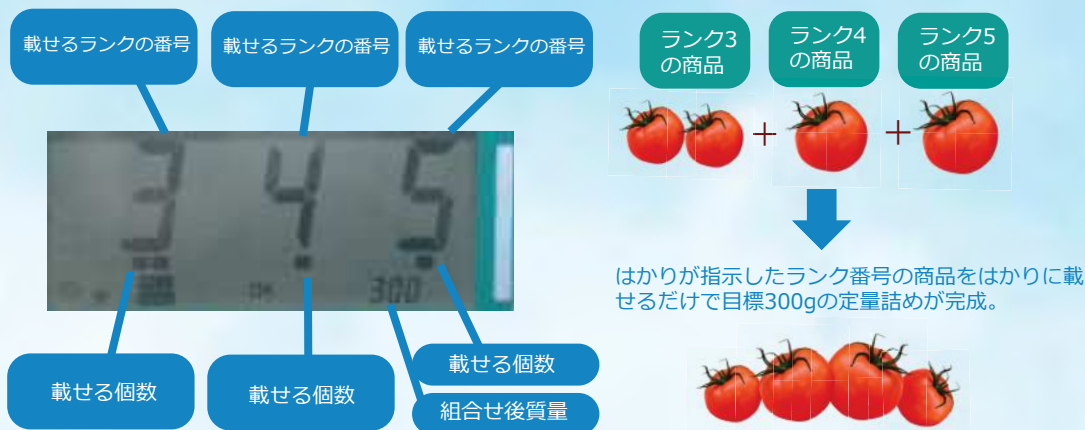 載せるランクの番号
載せるランクの番号
載せるランクの番号
3 4 5
300
載せる個数
載せる個数
載せる個数
組合せ後質量
ランク3
の商品
ランク4
の商品
ランク5
の商品
+ +
はかりが指示したランク番号の商品をはかりに載
せるだけで目標300gの定量詰めが完成。